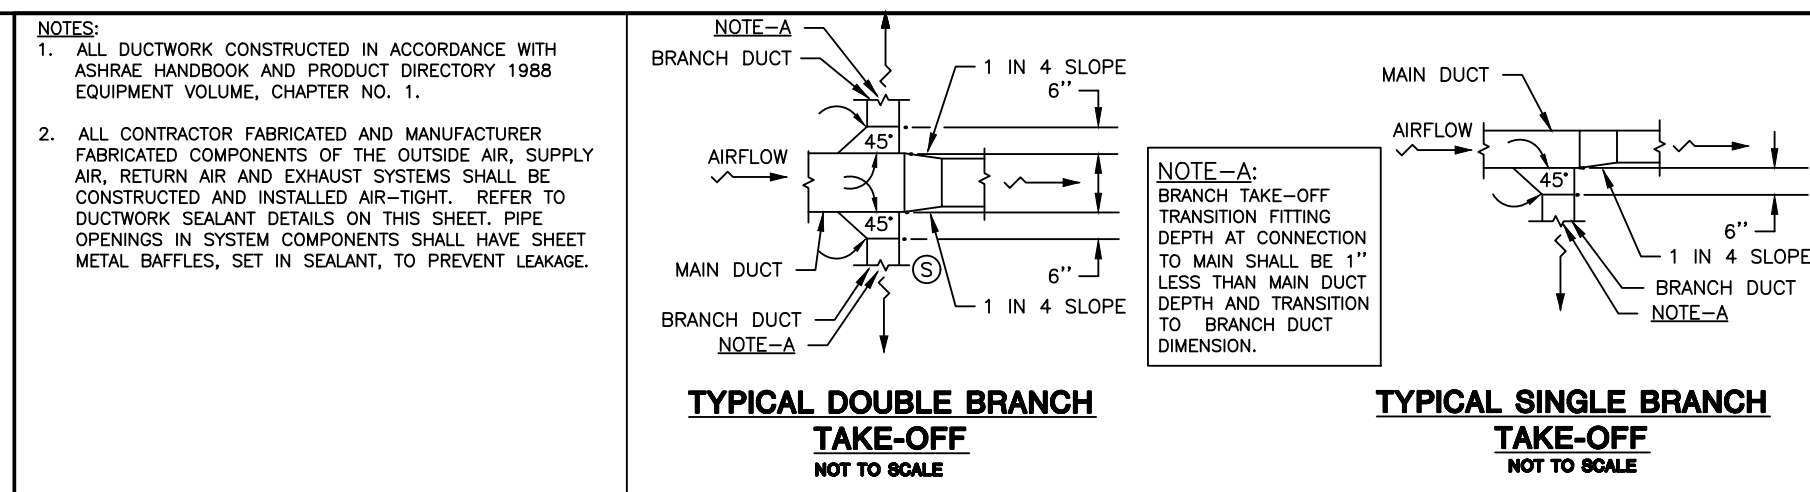 NOTES:
1. ALL DUCTWORK CONSTRUCTED IN ACCORDANCE WITH
ASHRAE HANDBOOK AND PRODUCT DIRECTORY 1988
EQUIPMENT VOLUME, CHAPTER NO. 1.
2. ALL CONTRACTOR FABRICATED AND MANUFACTURER
FABRICATED COMPONENTS OF THE OUTSIDE AIR, SUPPLY
AIR, RETURN AIR AND EXHAUST SYSTEMS SHALL BE
CONSTRUCTED AND INSTALLED AIR-TIGHT. REFER TO
DUCTWORK SEALANT DETAILS ON THIS SHEET. PIPE
OPENINGS IN SYSTEM COMPONENTS SHALL HAVE SHEET
METAL BAFFLES, SET IN SEALANT, TO PREVENT LEAKAGE.
NOTE-A
BRANCH DUCT
1 IN 4 SLOPE
6''
45°
AIRFLOW
45°
MAIN DUCT
S
6''
1 IN 4 SLOPE
BRANCH DUCT
NOTE-A
TYPICAL DOUBLE BRANCH
TAKE-OFF
NOT TO SCALE
NOTE-A:
BRANCH TAKE-OFF
TRANSITION FITTING
DEPTH AT CONNECTION
TO MAIN SHALL BE 1''
LESS THAN MAIN DUCT
DEPTH AND TRANSITION
TO BRANCH DUCT
DIMENSION.
MAIN DUCT
AIRFLOW
45°
6''
1 IN 4 SLOPE
BRANCH DUCT
NOTE-A
TYPICAL SINGLE BRANCH
TAKE-OFF
NOT TO SCALE